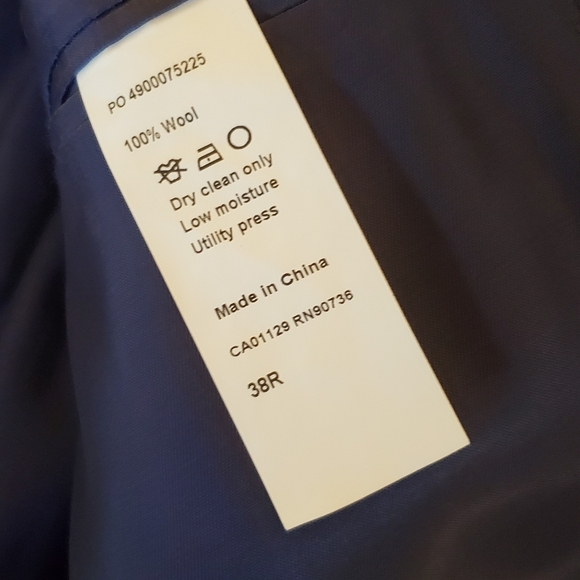 PO 4900075225
100% Wool
Dry clean only
Low moisture
Utility press
Made in China
CA01129 RN90736
38R